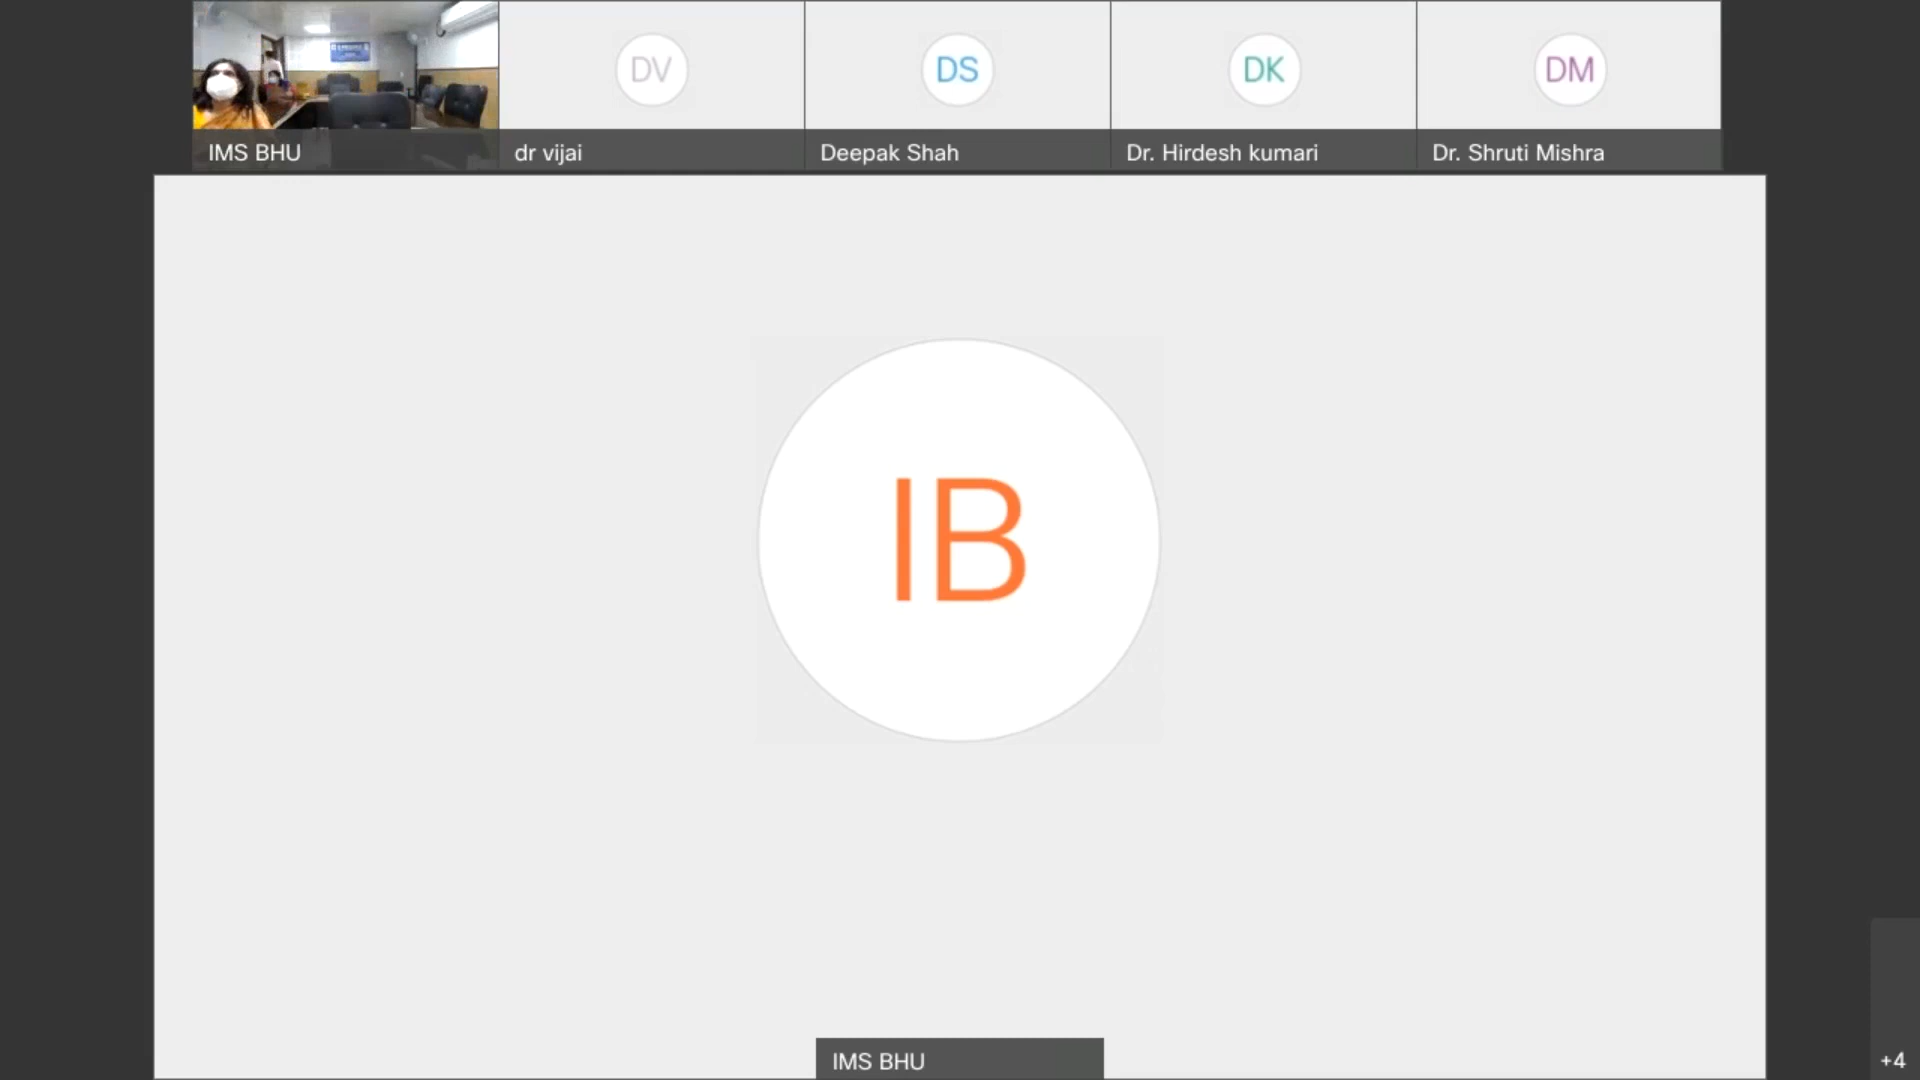 DV
DS
DK
DM
IMS BHU
dr vijai
Deepak Shah
Dr. Hirdesh kumari
Dr. Shruti Mishra
IB
IMS BHU
+4